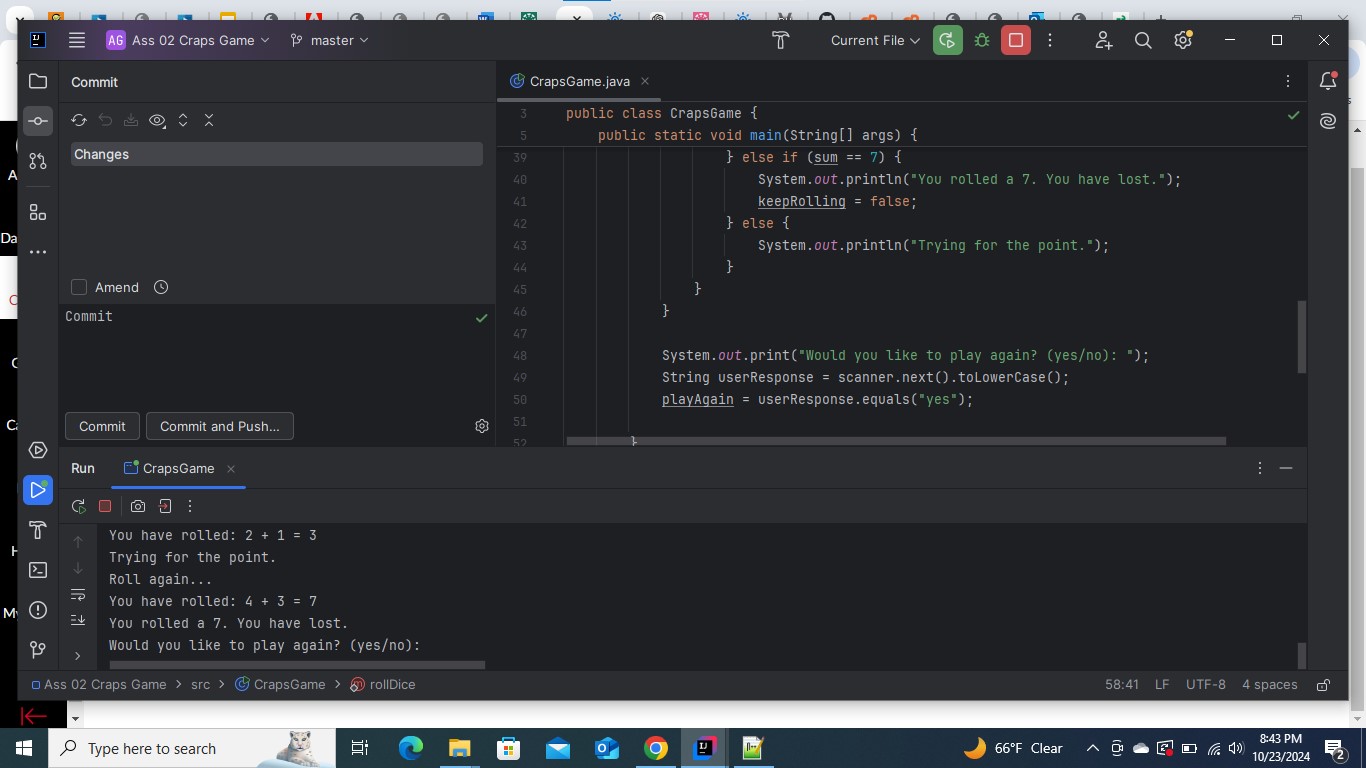 AG Ass 02 Craps Game
master
Current File
Commit
CrapsGame.java
Changes
3 public class CrapsGame {
5 public static void main(String[] args) {
39 } else if (sum == 7) {
40 System.out.println("You rolled a 7. You have lost.");
41 keepRolling = false;
42 } else {
43 System.out.println("Trying for the point.");
44 }
45 }
46 }
47
48 System.out.print("Would you like to play again? (yes/no): ");
49 String userResponse = scanner.next().toLowerCase();
50 playAgain = userResponse.equals("yes");
51
52 }
Amend
Commit
Commit
Commit and Push...
Run
CrapsGame
You have rolled: 2 + 1 = 3
Trying for the point.
Roll again...
You have rolled: 4 + 3 = 7
You rolled a 7. You have lost.
Would you like to play again? (yes/no):
Ass 02 Craps Game > src > CrapsGame > rollDice
58:41
LF
UTF-8
4 spaces
Type here to search
66°F Clear
8:43 PM
10/23/2024
2